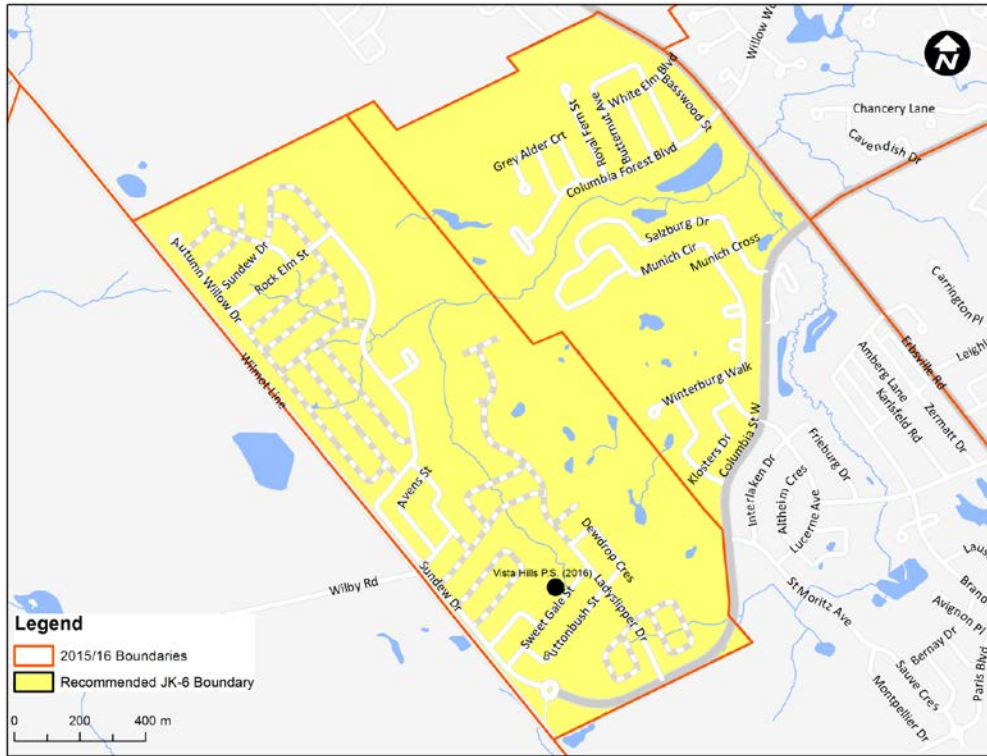 N
Willow Wo
Chancery Lane
Cavendish Dr
White Elm Blvd
Basswood St
Butternut Ave
Royal Fern St
Grey Alder Crt
Columbia Forest Blvd
Salzburg Dr
Munich Cir
Munich Cross
Sundew Dr
Rock Elm St
Autumn Willow Dr
Wilmot Line
Carrington Pl
Erbsville Rd
Amberg Lane
Karlsfeld Rd
Zermatt Dr
Winterburg Walk
Klosters Dr
Columbia St W
Frieburg Dr
Interlaken Dr
Altheim Cres
Lucerne Ave
Avens St
Dewdrop Cres
Vista Hills P.S. (2016)
Ladyslipper Dr
Sweet Gale St
Buttonbush St
Sundew Dr
Wilby Rd
St Moritz Ave
Avignon Pl
Bernay Dr
Paris Blvd
Sauve Cres
Montpellier Dr
Legend
2015/16 Boundaries
Recommended JK-6 Boundary
0 200 400 m